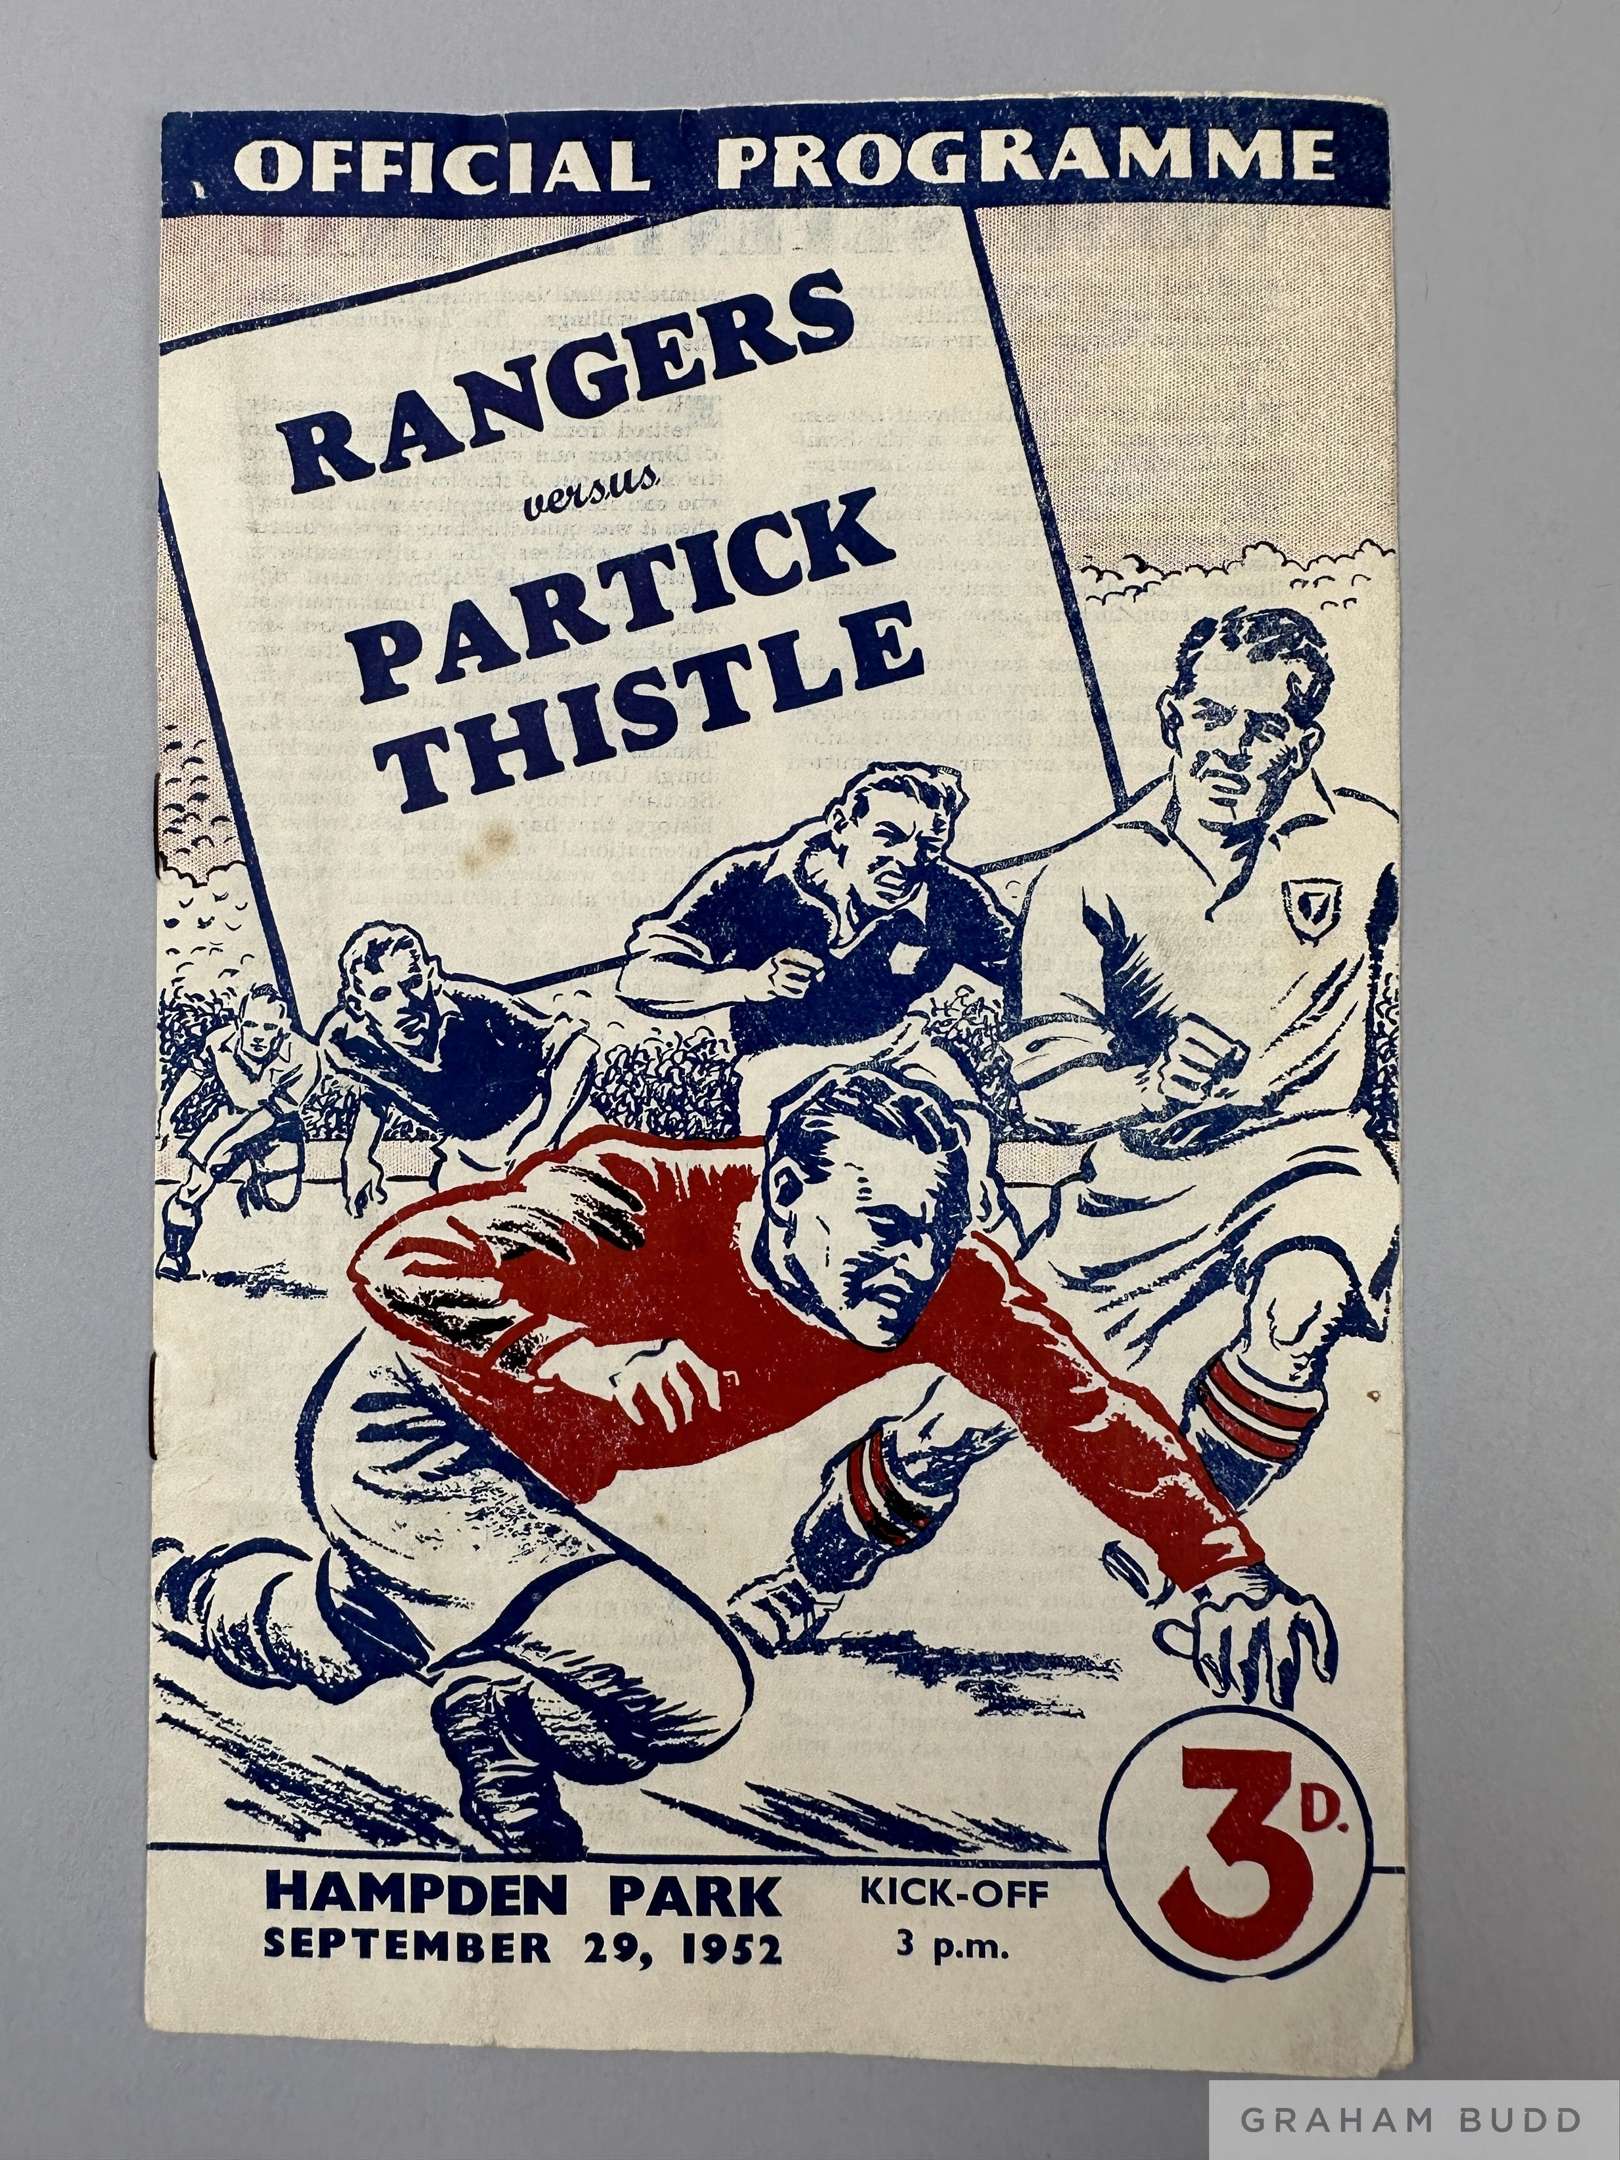 OFFICIAL PROGRAMME
RANGERS
versus
PARTICK
THISTLE
3D.
HAMPDEN PARK
SEPTEMBER 29, 1952
KICK-OFF
3 p.m.
GRAHAM BUDD